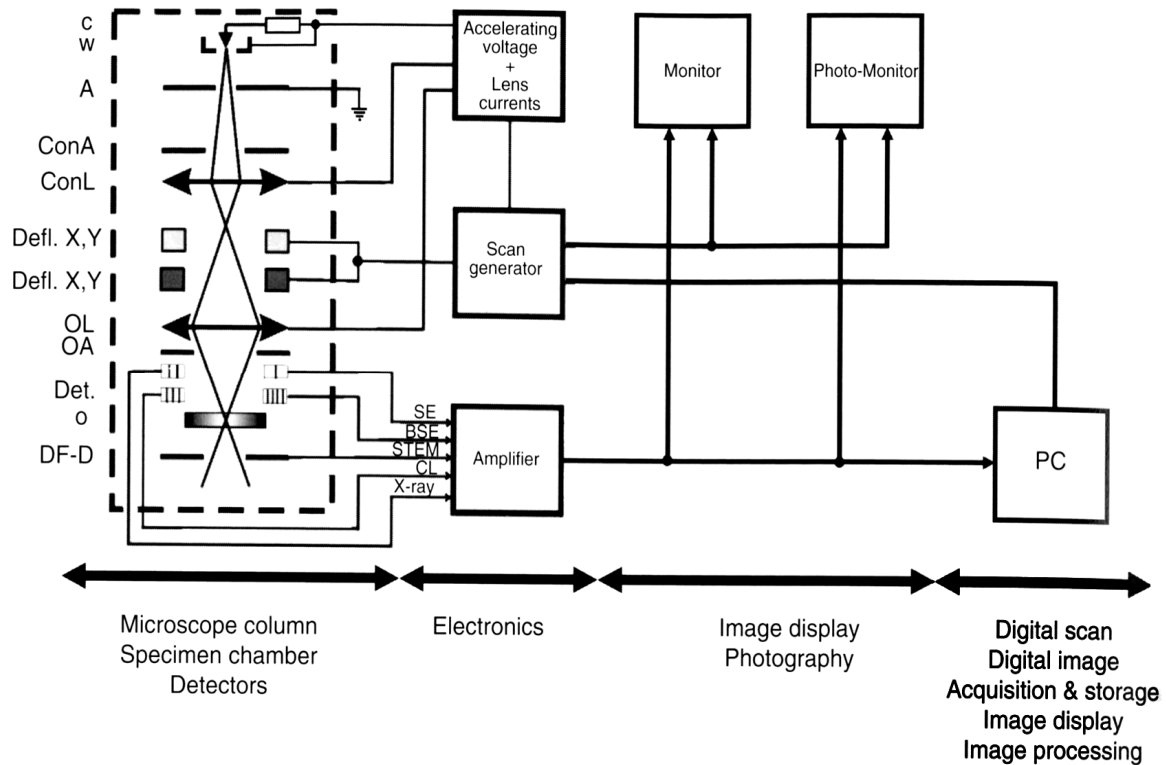 C
W
A
ConA
ConL
Defl. X,Y
Defl. X,Y
OL
OA
Det.
O
DF-D
Accelerating
voltage
+
Lens
currents
Scan
generator
SE
BSE
STEM
CL
X-ray
Amplifier
Monitor
Photo-Monitor
PC
Microscope column
Specimen chamber
Detectors
Electronics
Image display
Photography
Digital scan
Digital image
Acquisition & storage
Image display
Image processing